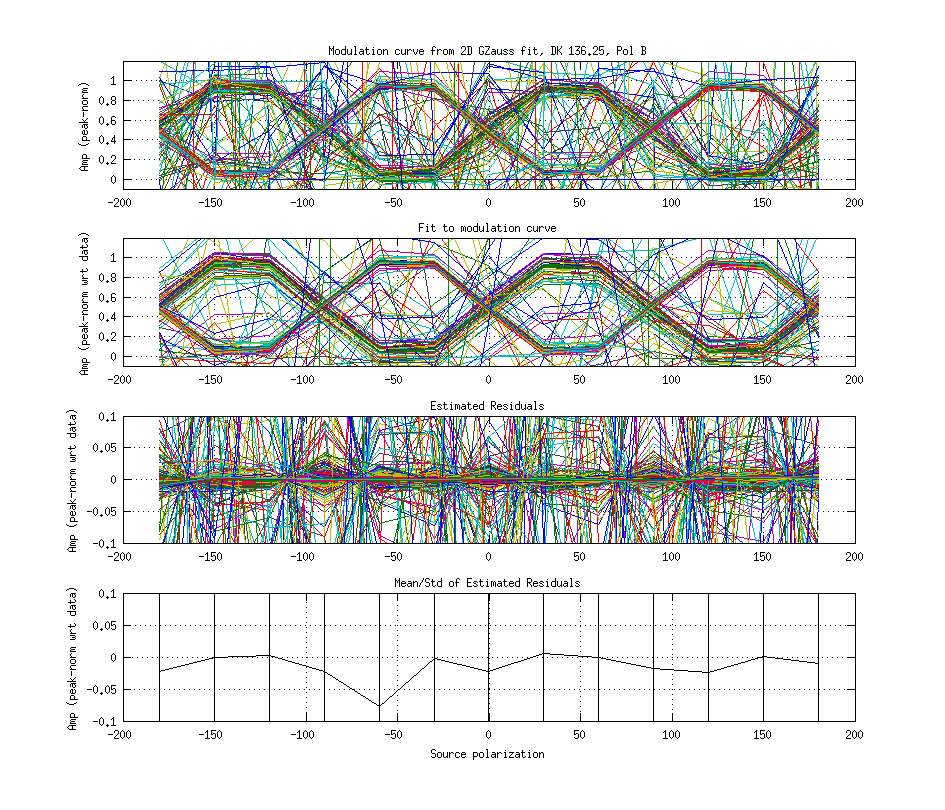 Modulation curve from 2D GZauss fit, DK 136.25, Pol B
Amp (peak-norm)
1
0.8
0.6
0.4
0.2
0
-200 -150 -100 -50 0 50 100 150 200
Fit to modulation curve
Amp (peak-norm wrt data)
1
0.8
0.6
0.4
0.2
0
-200 -150 -100 -50 0 50 100 150 200
Estimated Residuals
Amp (peak-norm wrt data)
0.1
0.05
0
-0.05
-0.1
-200 -150 -100 -50 0 50 100 150 200
Mean/Std of Estimated Residuals
Amp (peak-norm wrt data)
0.1
0.05
0
-0.05
-0.1
-200 -150 -100 -50 0 50 100 150 200
Source polarization